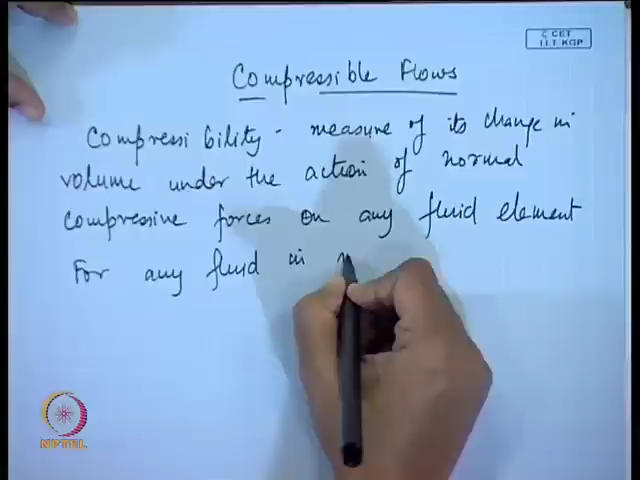 C CET
I.I.T. KGP
Compressible Flows
Compressibility - measure of its change in
volume under the action of normal
compressive forces on any fluid element
For any fluid in
NPTEL